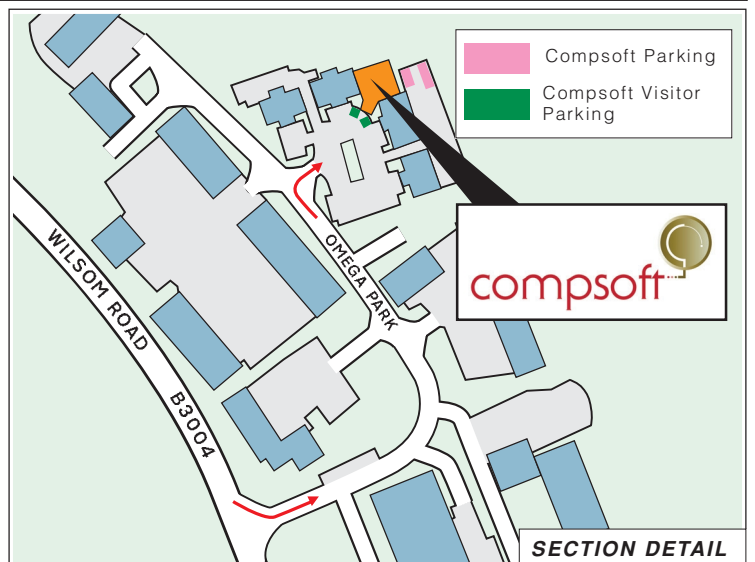 Compsoft Parking
Compsoft Visitor
Parking
compsoft
OMEGA PARK
WILSOM ROAD
B3004
SECTION DETAIL